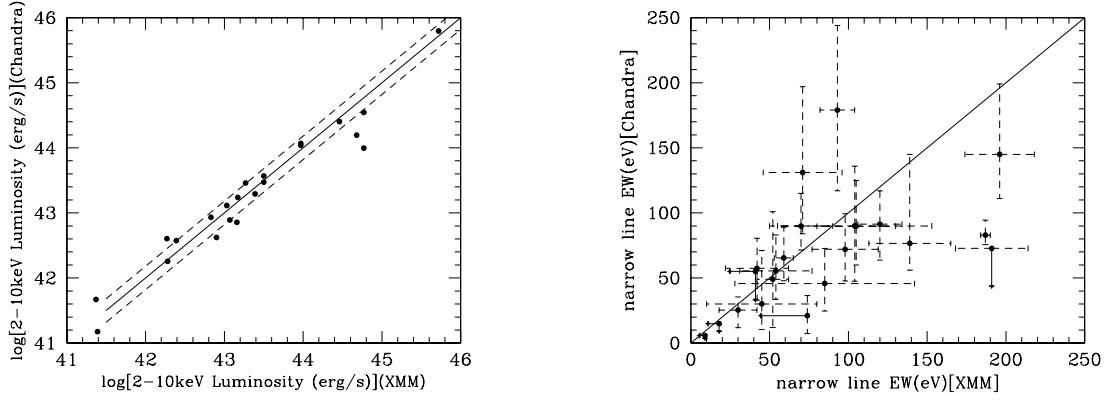 log[2-10keV Luminosity (erg/s)](Chandra)
46
45
44
43
42
41
41 42 43 44 45 46
log[2-10keV Luminosity (erg/s)](XMM)
narrow line EW(eV)[Chandra]
250
200
150
100
50
0
0 50 100 150 200 250
narrow line EW(eV)[XMM]